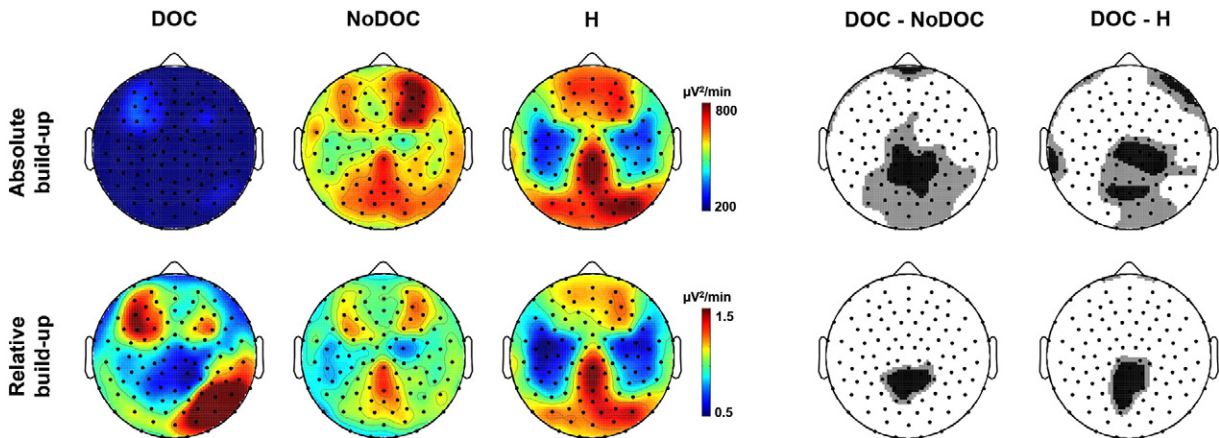 DOC NoDOC H DOC - NoDOC DOC - H
Absolute
build-up
µV²/min
800
200
Relative
build-up
µV²/min
1.5
0.5